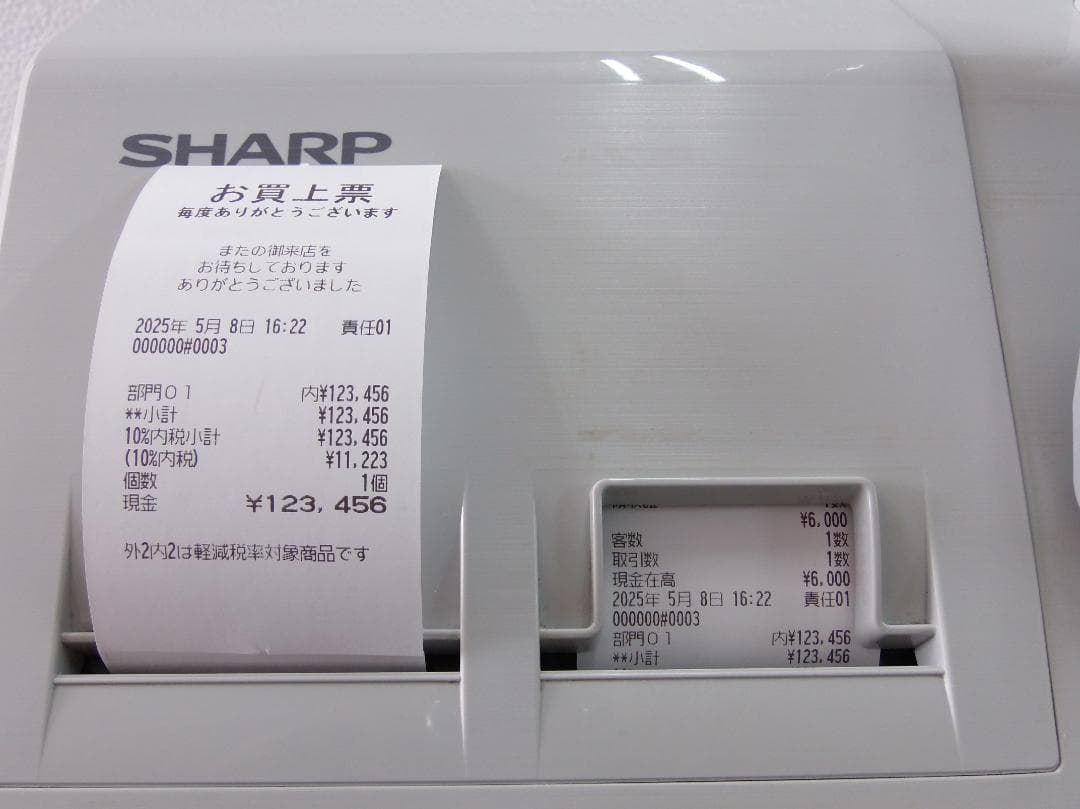 SHARP
お買上票
毎度ありがとうございます
またの御来店を
お待ちしております
ありがとうございました
2025年 5月 8日 16:22 責任01
000000#0003
部門01 内¥123,456
**小計 ¥123,456
10%内税小計 ¥123,456
(10%内税) ¥11,223
個数 1個
現金 ¥123,456
外2内2は軽減税率対象商品です
¥6,000
客数 1数
取引数 1数
現金在高 ¥6,000
2025年 5月 8日 16:22 責任01
000000#0003
部門01 内¥123,456
**小計 ¥123,456